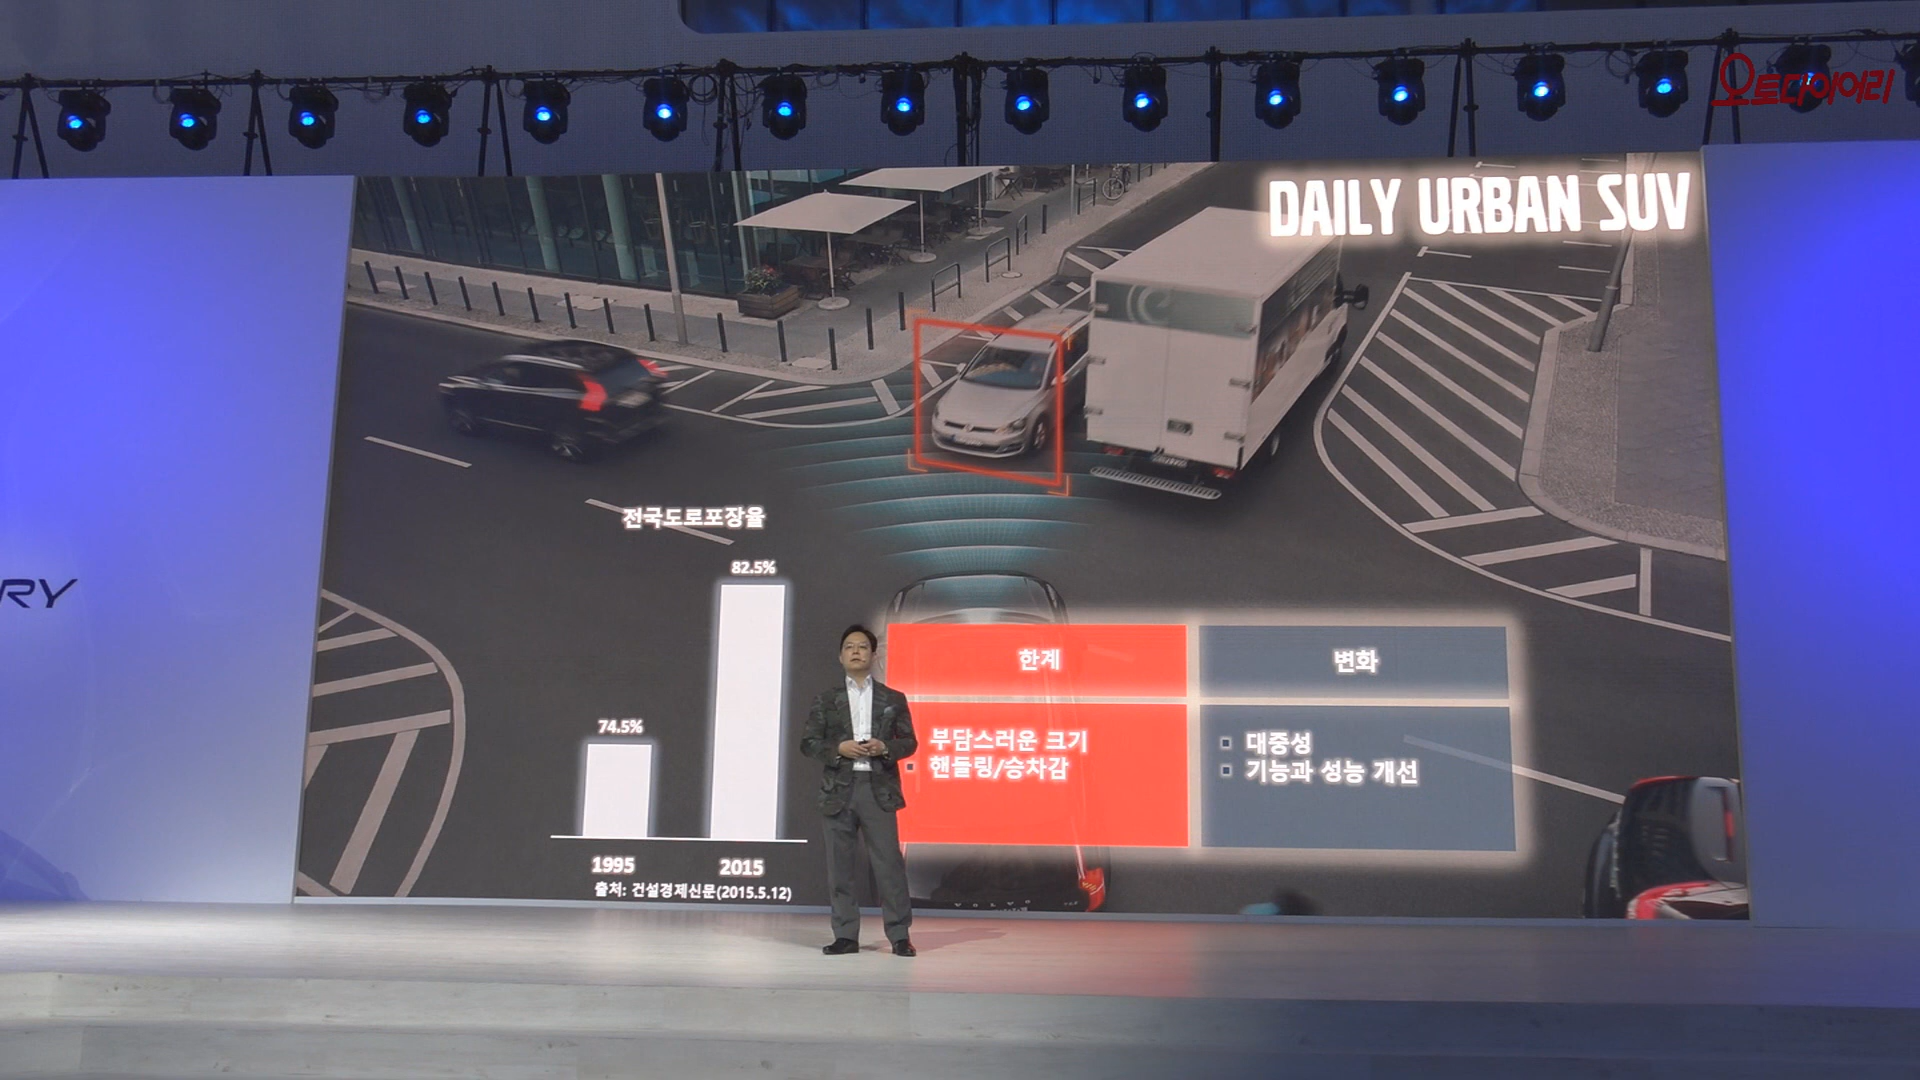 오토다이어리
DAILY URBAN SUV
RY
전국도로포장율
82.5%
74.5%
1995
2015
출처: 건설경제신문(2015.5.12)
한계
변화
부담스러운 크기
핸들링/승차감
대중성
기능과 성능 개선
VOLVO